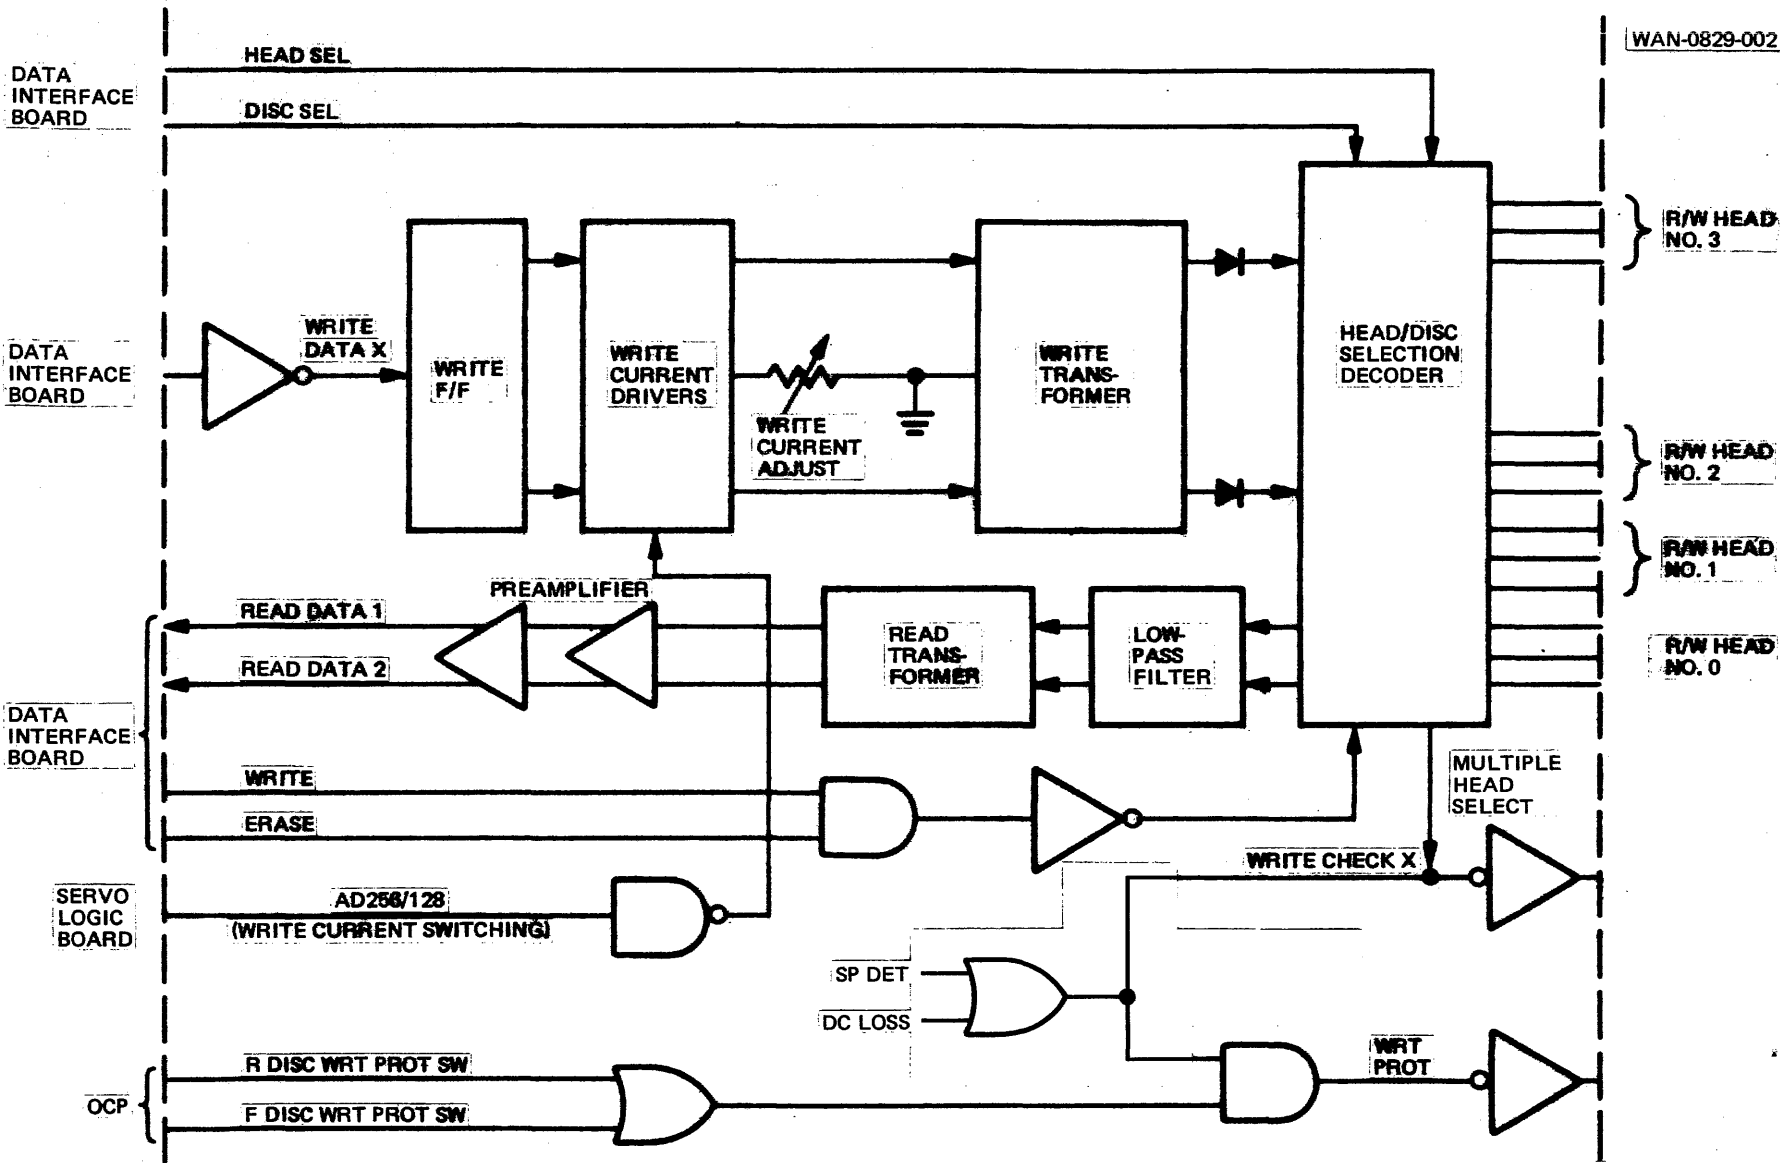 WAN-0829-002
HEAD SEL
DATA
INTERFACE
BOARD
DISC SEL
R/W HEAD
NO. 3
WRITE
DATA X
DATA
INTERFACE
BOARD
WRITE
F/F
WRITE
CURRENT
DRIVERS
WRITE
CURRENT
ADJUST
WRITE
TRANS-
FORMER
HEAD/DISC
SELECTION
DECODER
R/W HEAD
NO. 2
R/W HEAD
NO. 1
PREAMPLIFIER
READ DATA 1
READ DATA 2
READ
TRANS-
FORMER
LOW-
PASS
FILTER
R/W HEAD
NO. 0
DATA
INTERFACE
BOARD
WRITE
ERASE
MULTIPLE
HEAD
SELECT
WRITE CHECK X
SERVO
LOGIC
BOARD
AD256/128
(WRITE CURRENT SWITCHING)
SP DET
DC LOSS
R DISC WRT PROT SW
OCP
F DISC WRT PROT SW
WRT
PROT